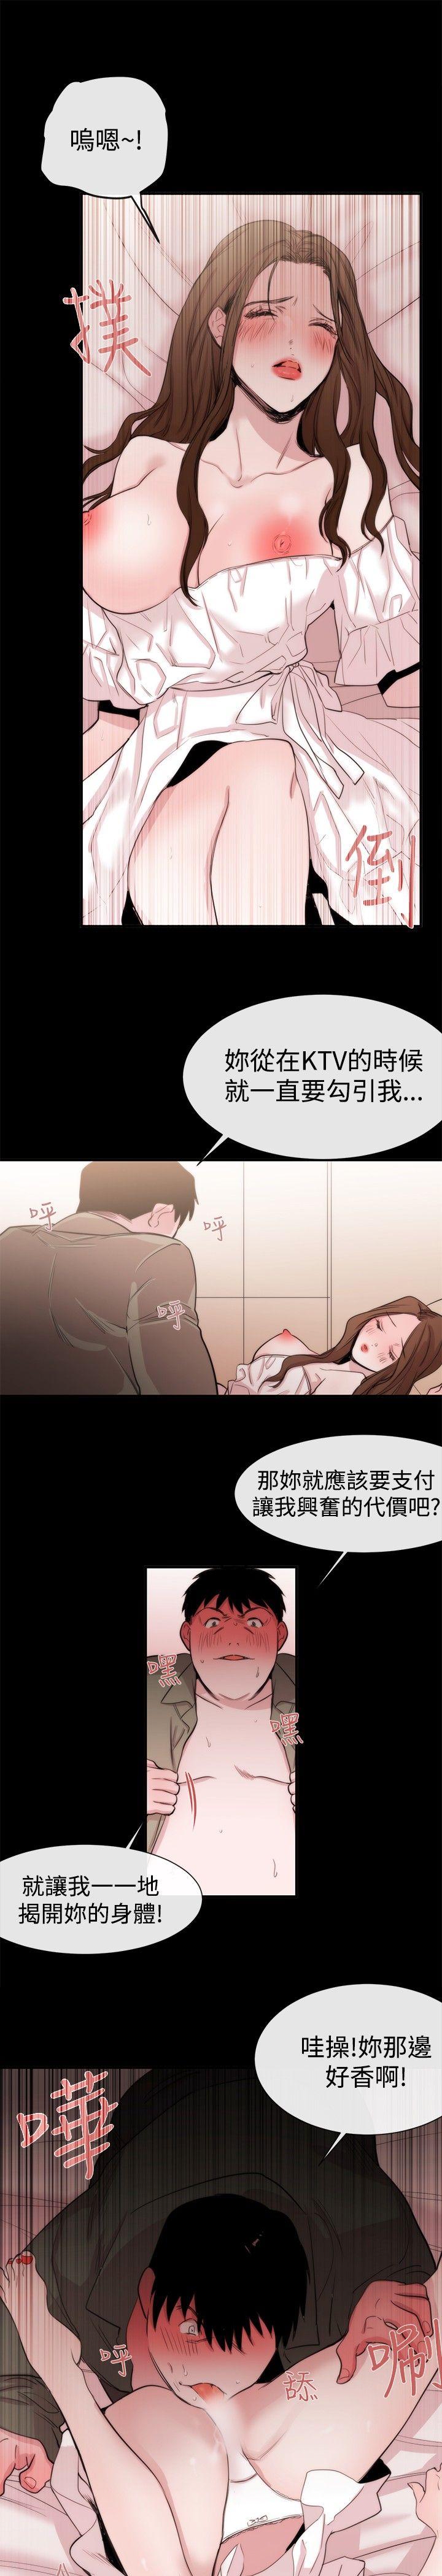 嗚嗯~!
撲
倒
妳從在KTV的時候
就一直要勾引我...
呼
呼
呼
那妳就應該要支付
讓我興奮的代價吧?
嘿
嘿
就讓我一一地
揭開妳的身體!
哇操!妳那邊
好香啊!
嘩
唰
呼
舔